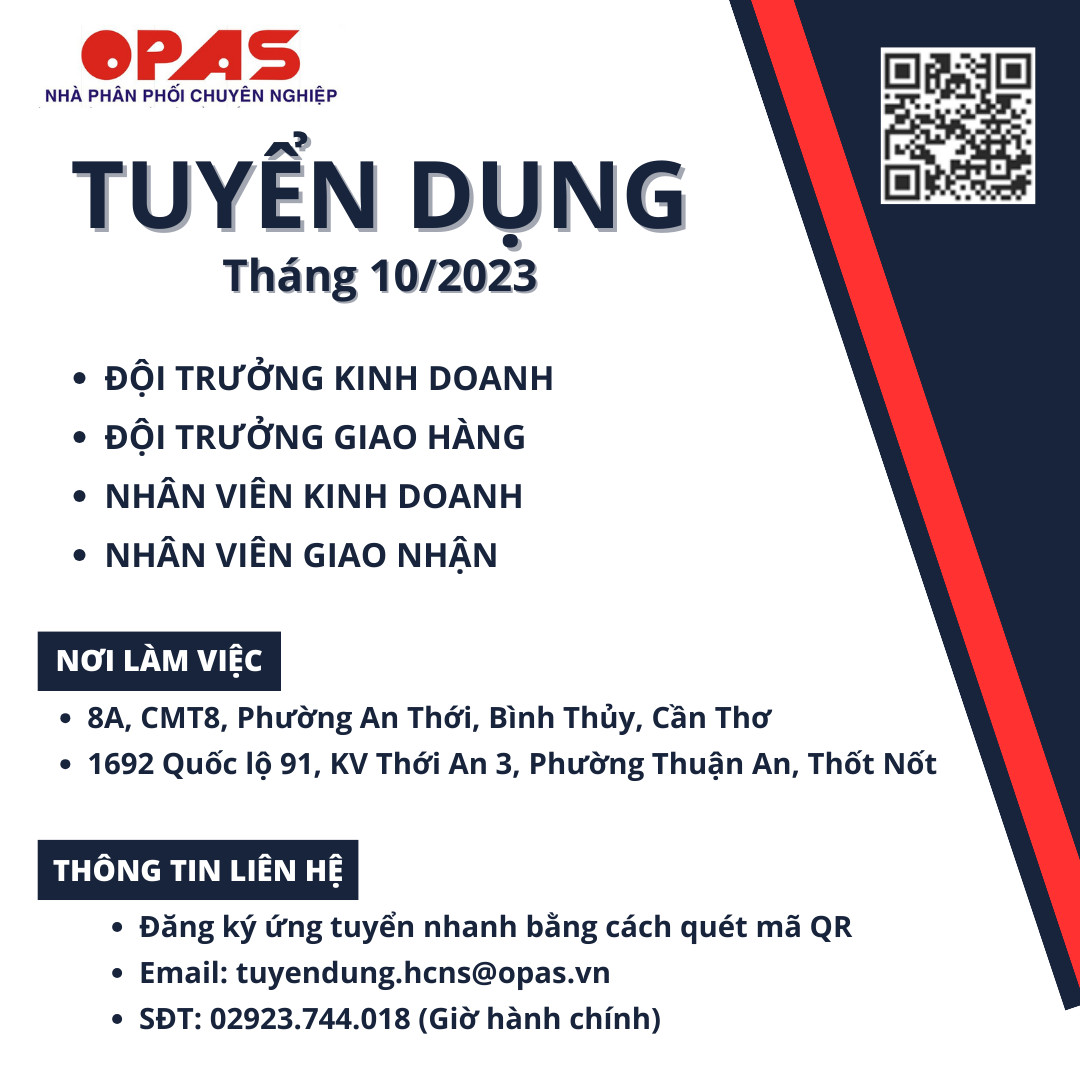 OPAS
NHÀ PHÂN PHỐI CHUYÊN NGHIỆP
TUYỂN DỤNG
Tháng 10/2023
• ĐỘI TRƯỞNG KINH DOANH
• ĐỘI TRƯỞNG GIAO HÀNG
• NHÂN VIÊN KINH DOANH
• NHÂN VIÊN GIAO NHẬN
NƠI LÀM VIỆC
• 8A, CMT8, Phường An Thới, Bình Thủy, Cần Thơ
• 1692 Quốc lộ 91, KV Thới An 3, Phường Thuận An, Thốt Nốt
THÔNG TIN LIÊN HỆ
• Đăng ký ứng tuyển nhanh bằng cách quét mã QR
• Email: tuyendung.hcns@opas.vn
• SĐT: 02923.744.018 (Giờ hành chính)